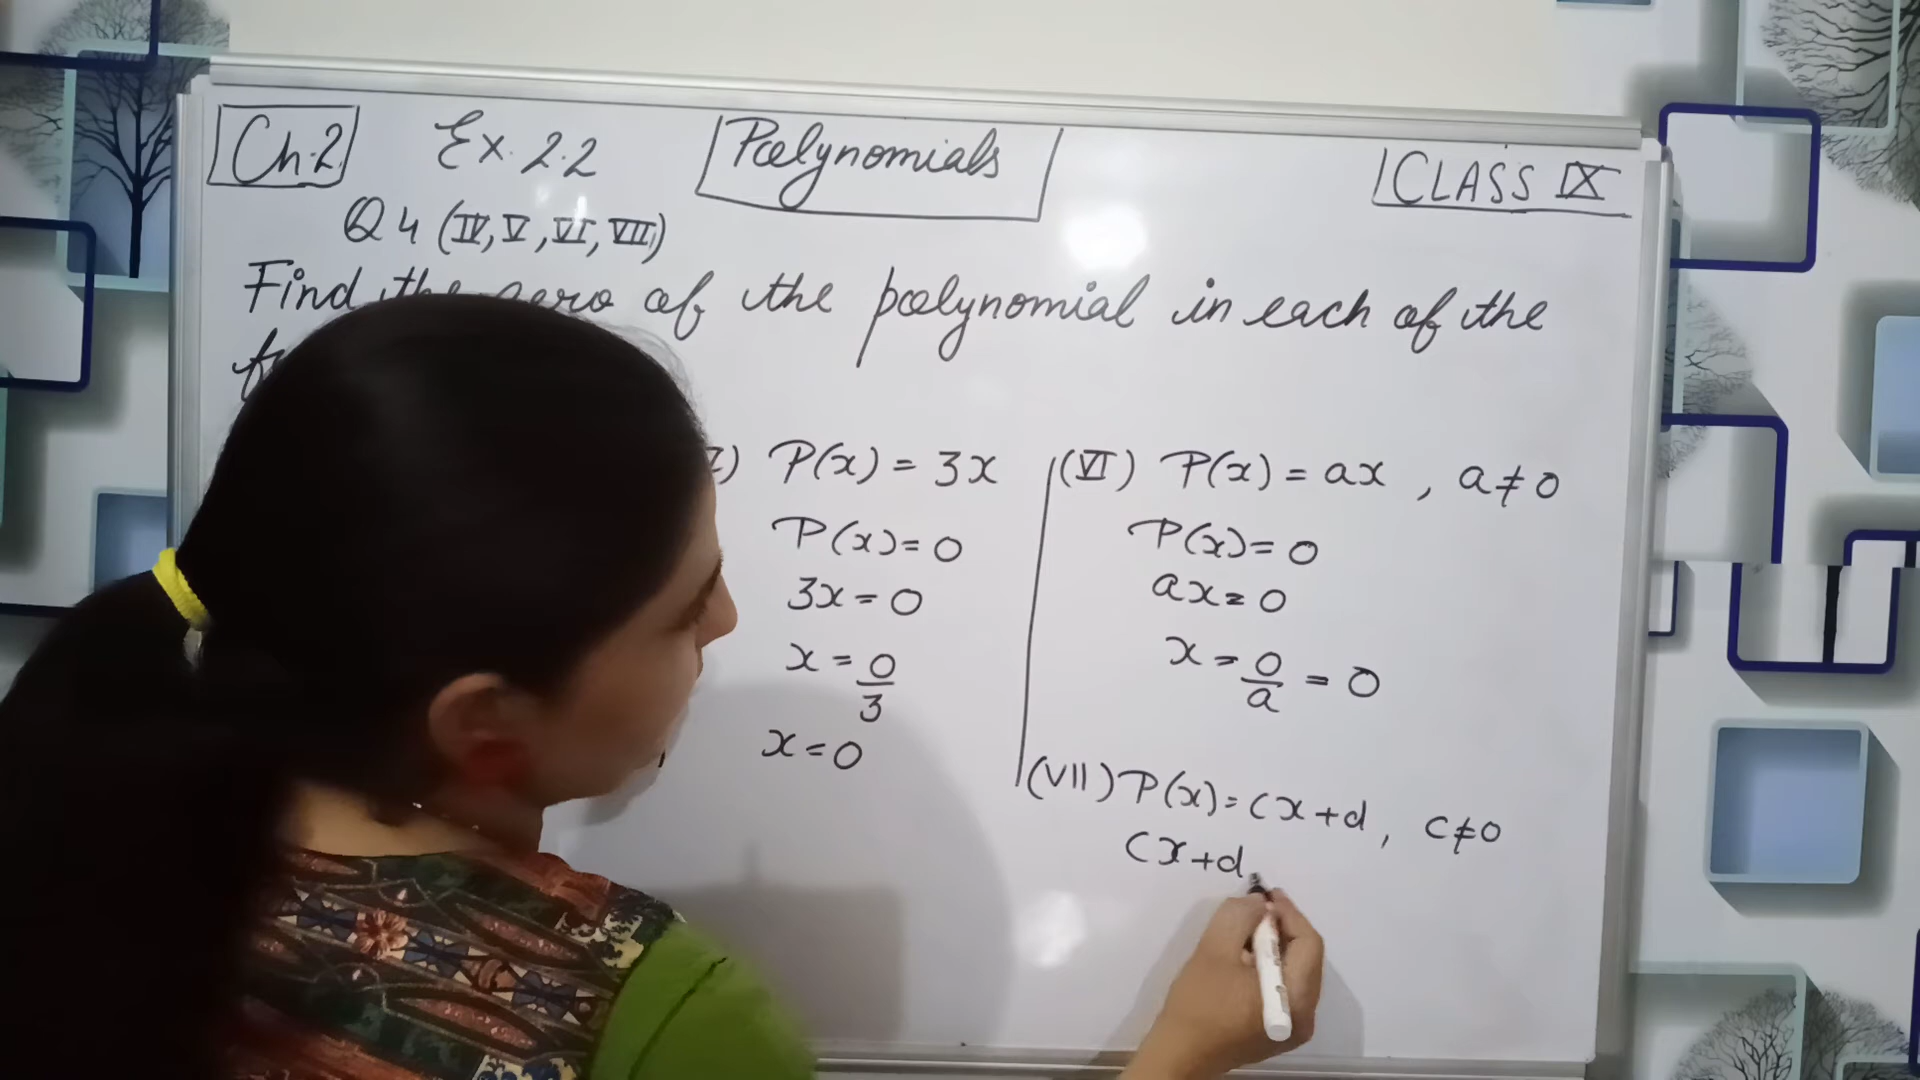 Ch.2 Ex. 2.2 Polynomials CLASS IX
Q 4 (IV, V, VI, VII)
Find the zero of the polynomial in each of the
P(x) = 3x
P(x) = 0
3x = 0
x = 0/3
x = 0
(VI) P(x) = ax , a ≠ 0
P(x) = 0
ax = 0
x = 0/a = 0
(VII) P(x) = cx + d , c ≠ 0
cx + d